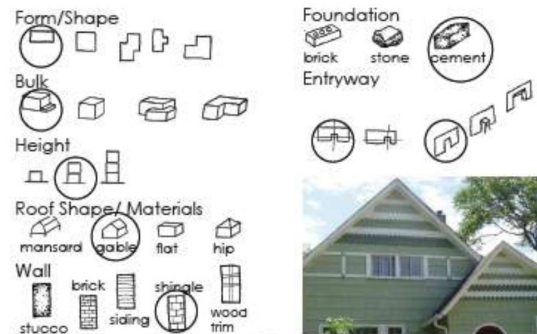 Form/Shape
Bulk
Height
Roof Shape/ Materials
mansard gable flat hip
Wall
stucco brick siding shingle wood trim
Foundation
brick stone cement
Entryway